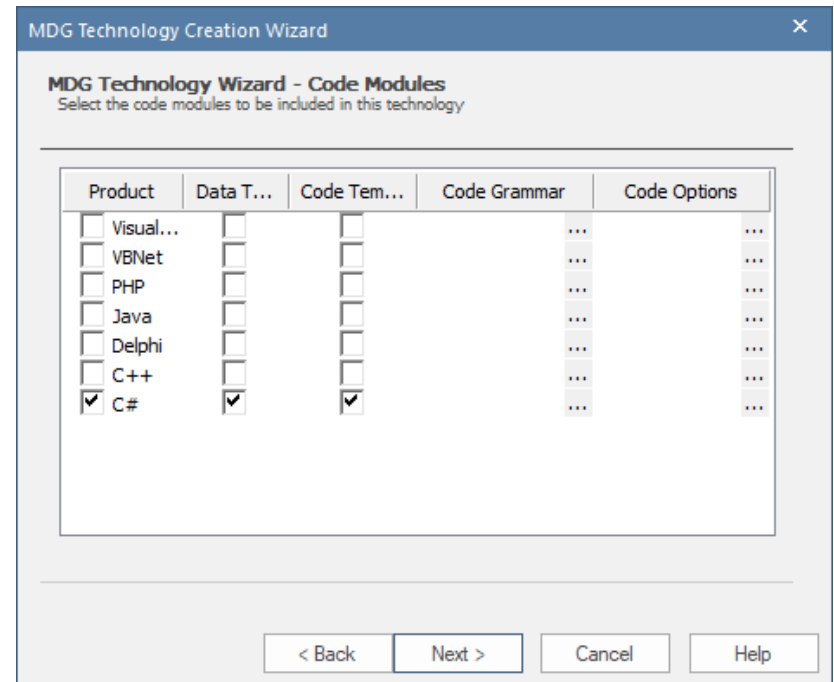 MDG Technology Creation Wizard ×
MDG Technology Wizard - Code Modules
Select the code modules to be included in this technology
Product Data T... Code Tem... Code Grammar Code Options
Visual... ... ...
VBNet ... ...
PHP ... ...
Java ... ...
Delphi ... ...
C++ ... ...
C# ... ...
< Back Next > Cancel Help